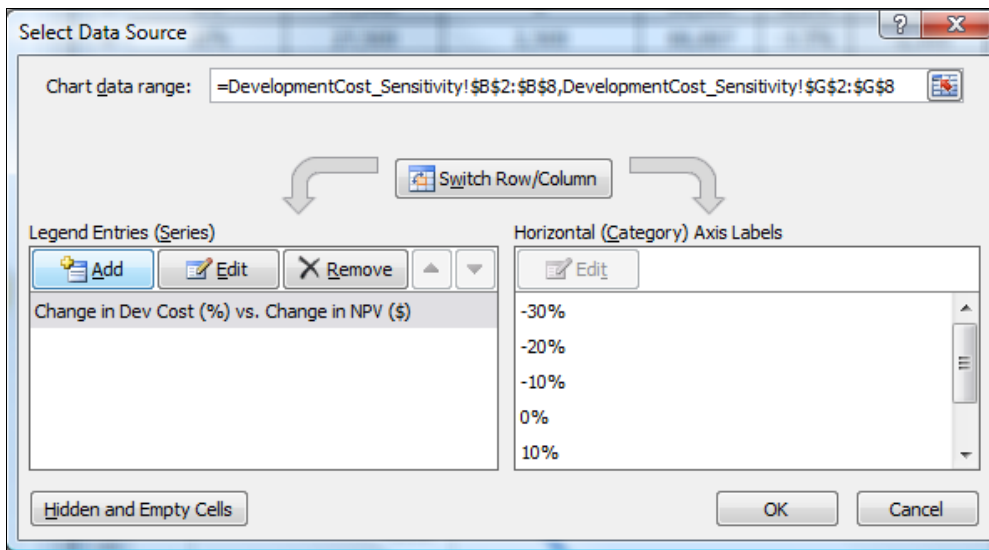 Select Data Source
Chart data range: =DevelopmentCost_Sensitivity!$B$2:$B$8,DevelopmentCost_Sensitivity!$G$2:$G$8
Switch Row/Column
Legend Entries (Series)
Add Edit Remove
Change in Dev Cost (%) vs. Change in NPV ($)
Horizontal (Category) Axis Labels
Edit
-30%
-20%
-10%
0%
10%
Hidden and Empty Cells
OK Cancel